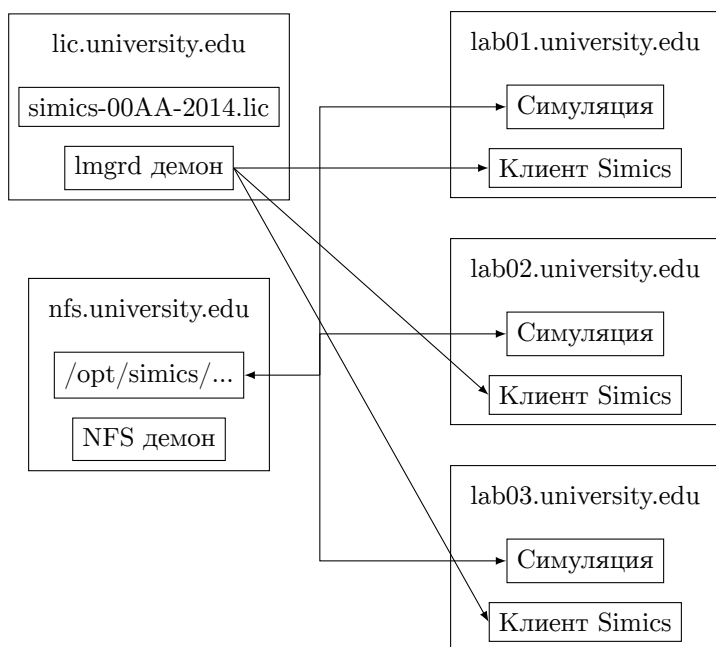 lic.university.edu
simics-00AA-2014.lic
lmgrd демон
nfs.university.edu
/opt/simics/...
NFS демон
lab01.university.edu
Симуляция
Клиент Simics
lab02.university.edu
Симуляция
Клиент Simics
lab03.university.edu
Симуляция
Клиент Simics